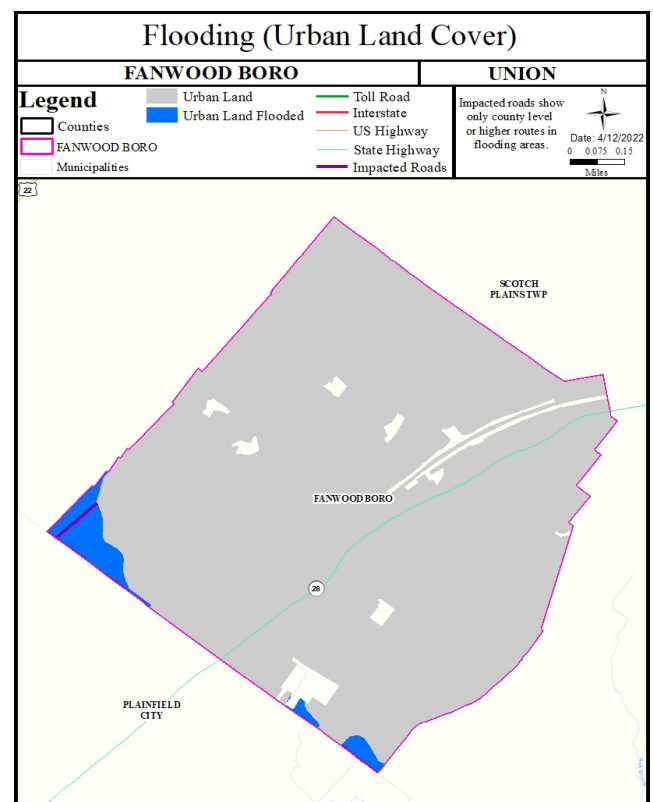 Flooding (Urban Land Cover)
FANWOOD BORO
UNION
Legend
Counties
FANWOOD BORO
Municipalities
Urban Land
Urban Land Flooded
Toll Road
Interstate
US Highway
State Highway
Impacted Roads
Impacted roads show
only county level
or higher routes in
flooding areas.
N
Date: 4/12/2022
0 0.075 0.15
Miles
22
SCOTCH
PLAINS TWP
FANWOOD BORO
28
PLAINFIELD
CITY